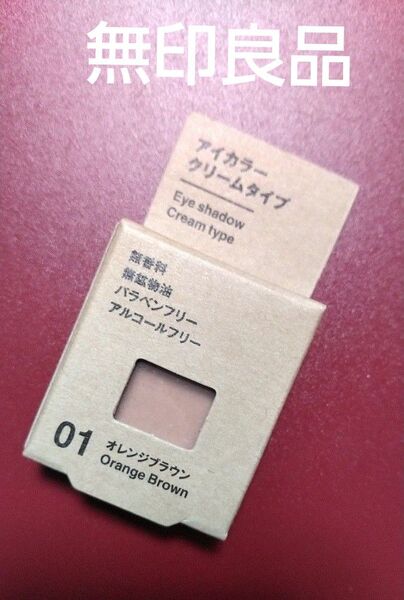 無印良品
アイカラー
クリームタイプ
Eye shadow
Cream type
無香料
無鉱物油
パラベンフリー
アルコールフリー
01
オレンジブラウン
Orange Brown